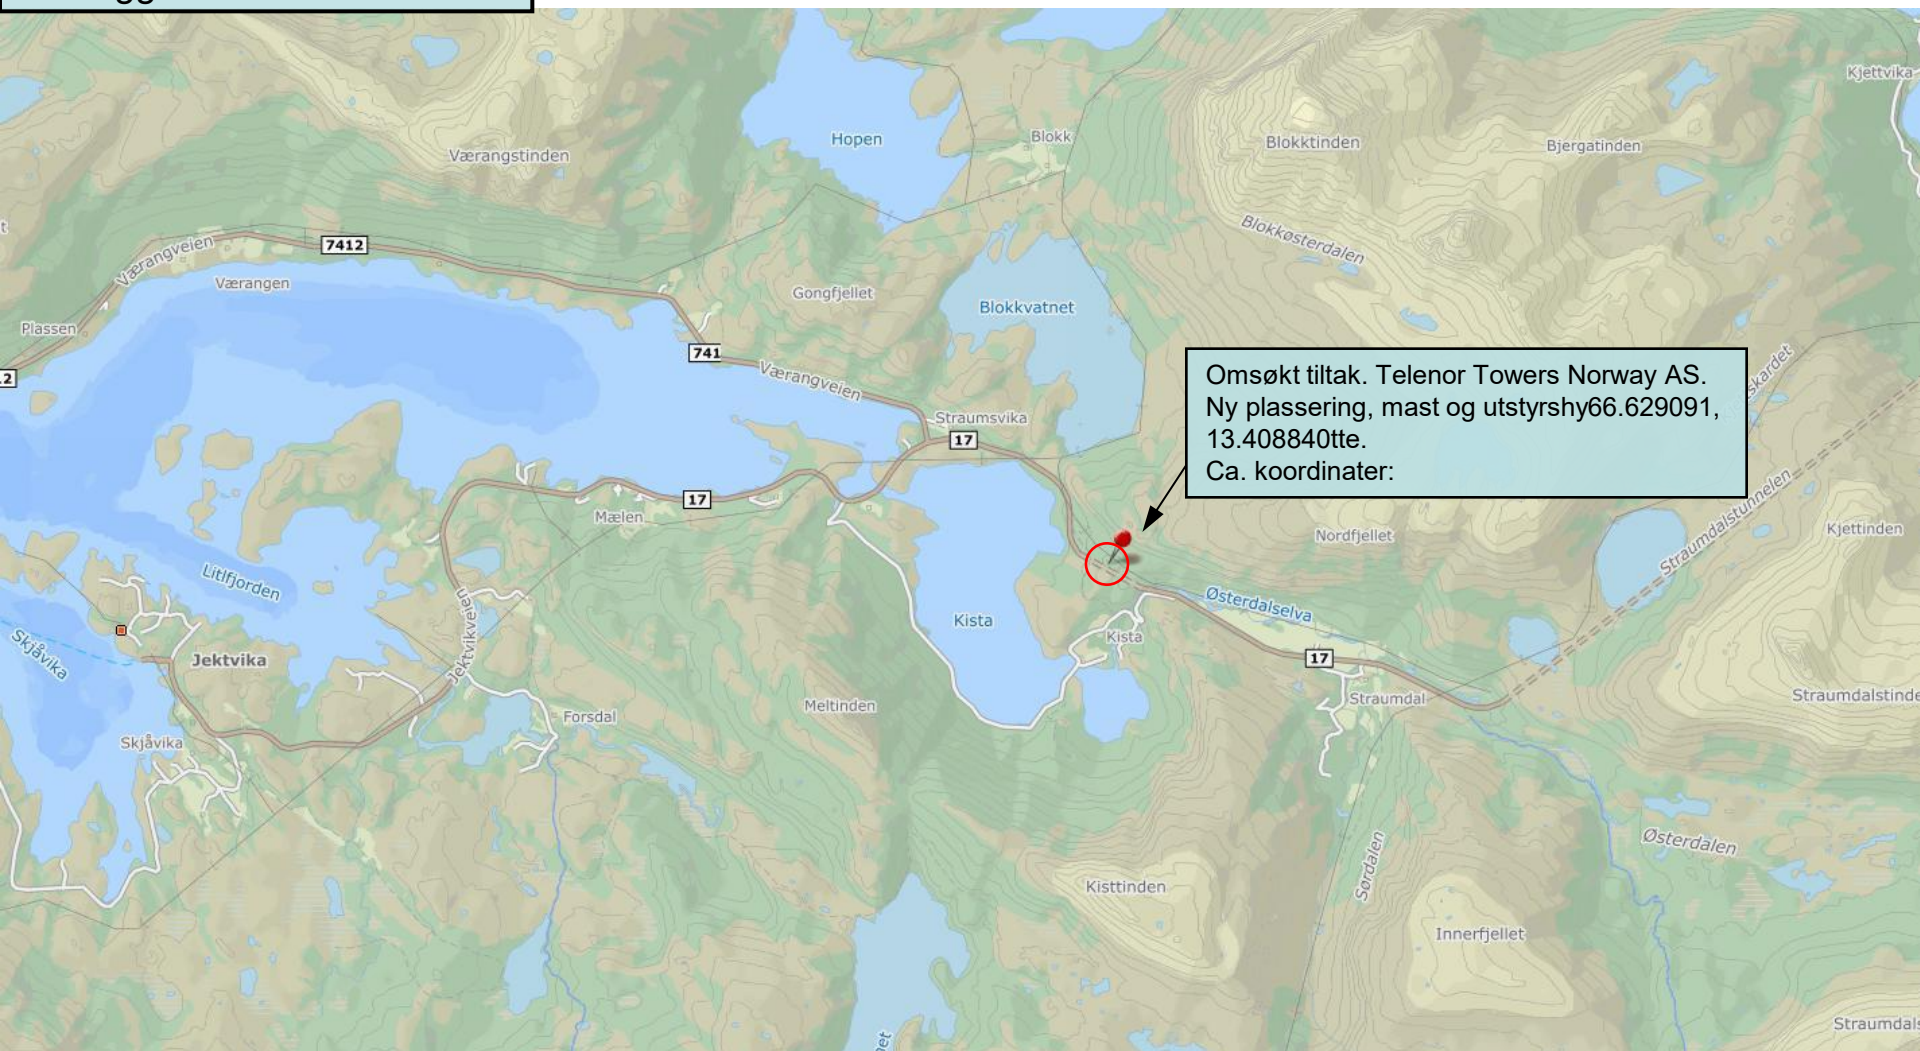 Kjettvika
Hopen
Blokk
Blokktinden
Bjergatinden
Værangstinden
Blokkøsterdalen
7412
Værangveien
Værangen
Gongfjellet
Blokkvatnet
Plassen
741
Værangveien
Straumsvika
17
Omsøkt tiltak. Telenor Towers Norway AS.
Ny plassering, mast og utstyrshy66.629091,
13.408840tte.
Ca. koordinater:
skardet
17
Mælen
Nordfjellet
Straumdalstunnelen
Kjettinden
Litlfjorden
Jektvikveien
Østerdalselva
Kista
Kista
Skjåvika
Jektvika
17
Straumdal
Straumdalstinde
Meltinden
Forsdal
Skjåvika
Østerdalen
Sørdalen
Kisttinden
Innerfjellet
Straumdals